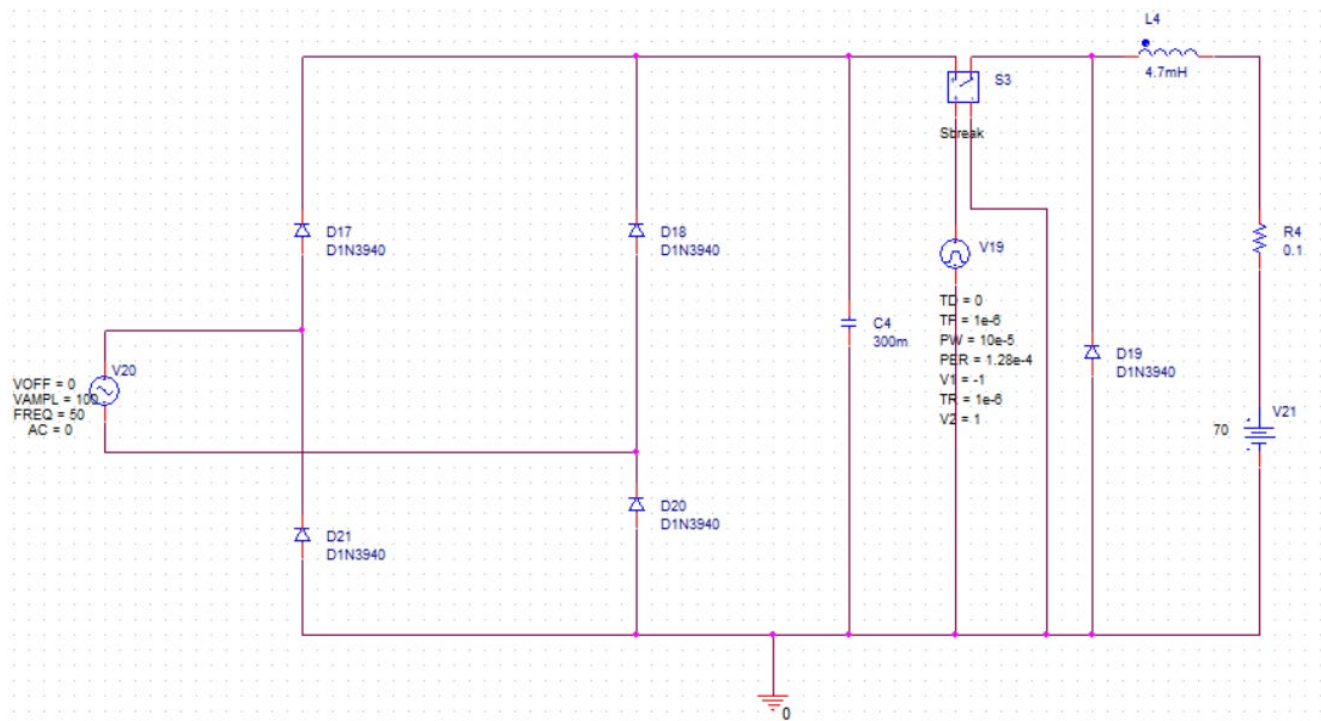 L4
4.7mH
S3
Sbreak
D17
D1N3940
D18
D1N3940
R4
0.1
V19
TD = 0
TF = 1e-6
PW = 10e-5
PER = 1.28e-4
V1 = -1
TR = 1e-6
V2 = 1
C4
300m
D19
D1N3940
V20
VOFF = 0
VAMPL = 100
FREQ = 50
AC = 0
V21
70
D20
D1N3940
D21
D1N3940
0